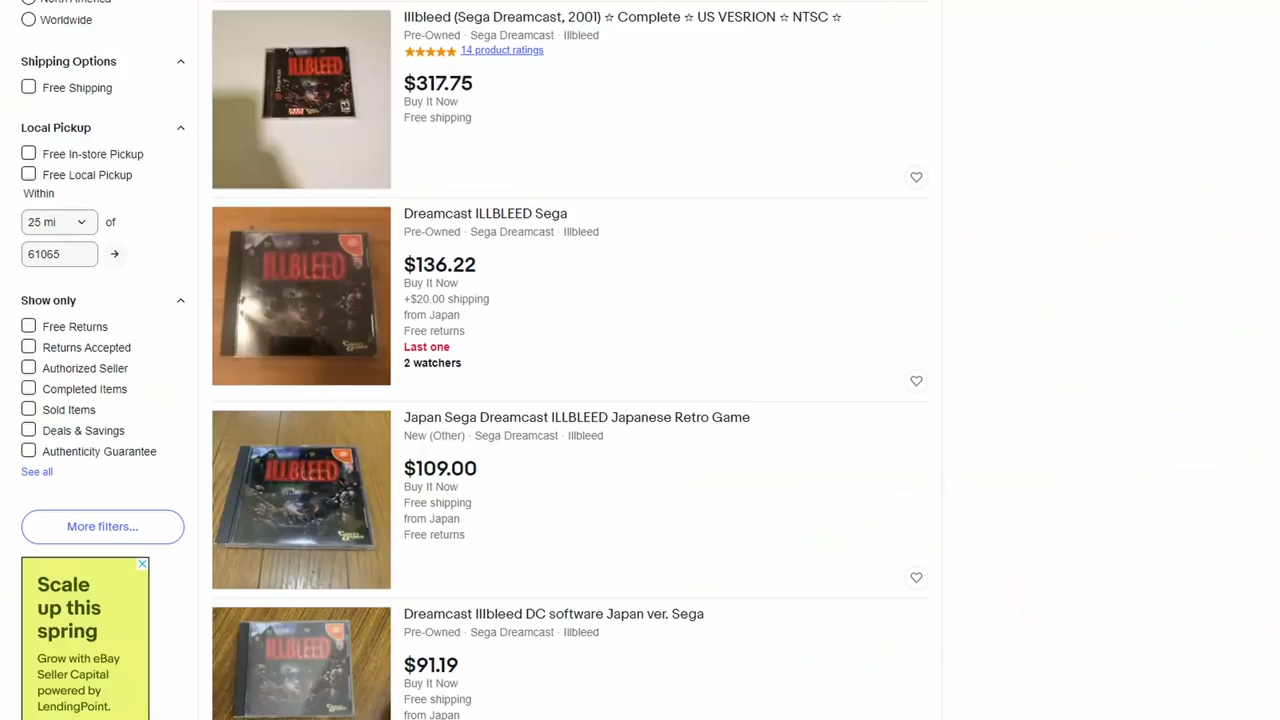 Worldwide
Shipping Options
Free Shipping
Local Pickup
Free In-store Pickup
Free Local Pickup
Within
25 mi of
61065
Show only
Free Returns
Returns Accepted
Authorized Seller
Completed Items
Sold Items
Deals & Savings
Authenticity Guarantee
See all
More filters...
Scale
up this
spring
Grow with eBay
Seller Capital
powered by
LendingPoint.
ILLBLEED
Dreamcast
Illbleed (Sega Dreamcast, 2001) ☆ Complete ☆ US VESRION ☆ NTSC ☆
Pre-Owned · Sega Dreamcast · Illbleed
14 product ratings
$317.75
Buy It Now
Free shipping
ILLBLEED
Dreamcast ILLBLEED Sega
Pre-Owned · Sega Dreamcast · Illbleed
$136.22
Buy It Now
+$20.00 shipping
from Japan
Free returns
Last one
2 watchers
ILLBLEED
Japan Sega Dreamcast ILLBLEED Japanese Retro Game
New (Other) · Sega Dreamcast · Illbleed
$109.00
Buy It Now
Free shipping
from Japan
Free returns
ILLBLEED
Dreamcast Illbleed DC software Japan ver. Sega
Pre-Owned · Sega Dreamcast · Illbleed
$91.19
Buy It Now
Free shipping
from Japan